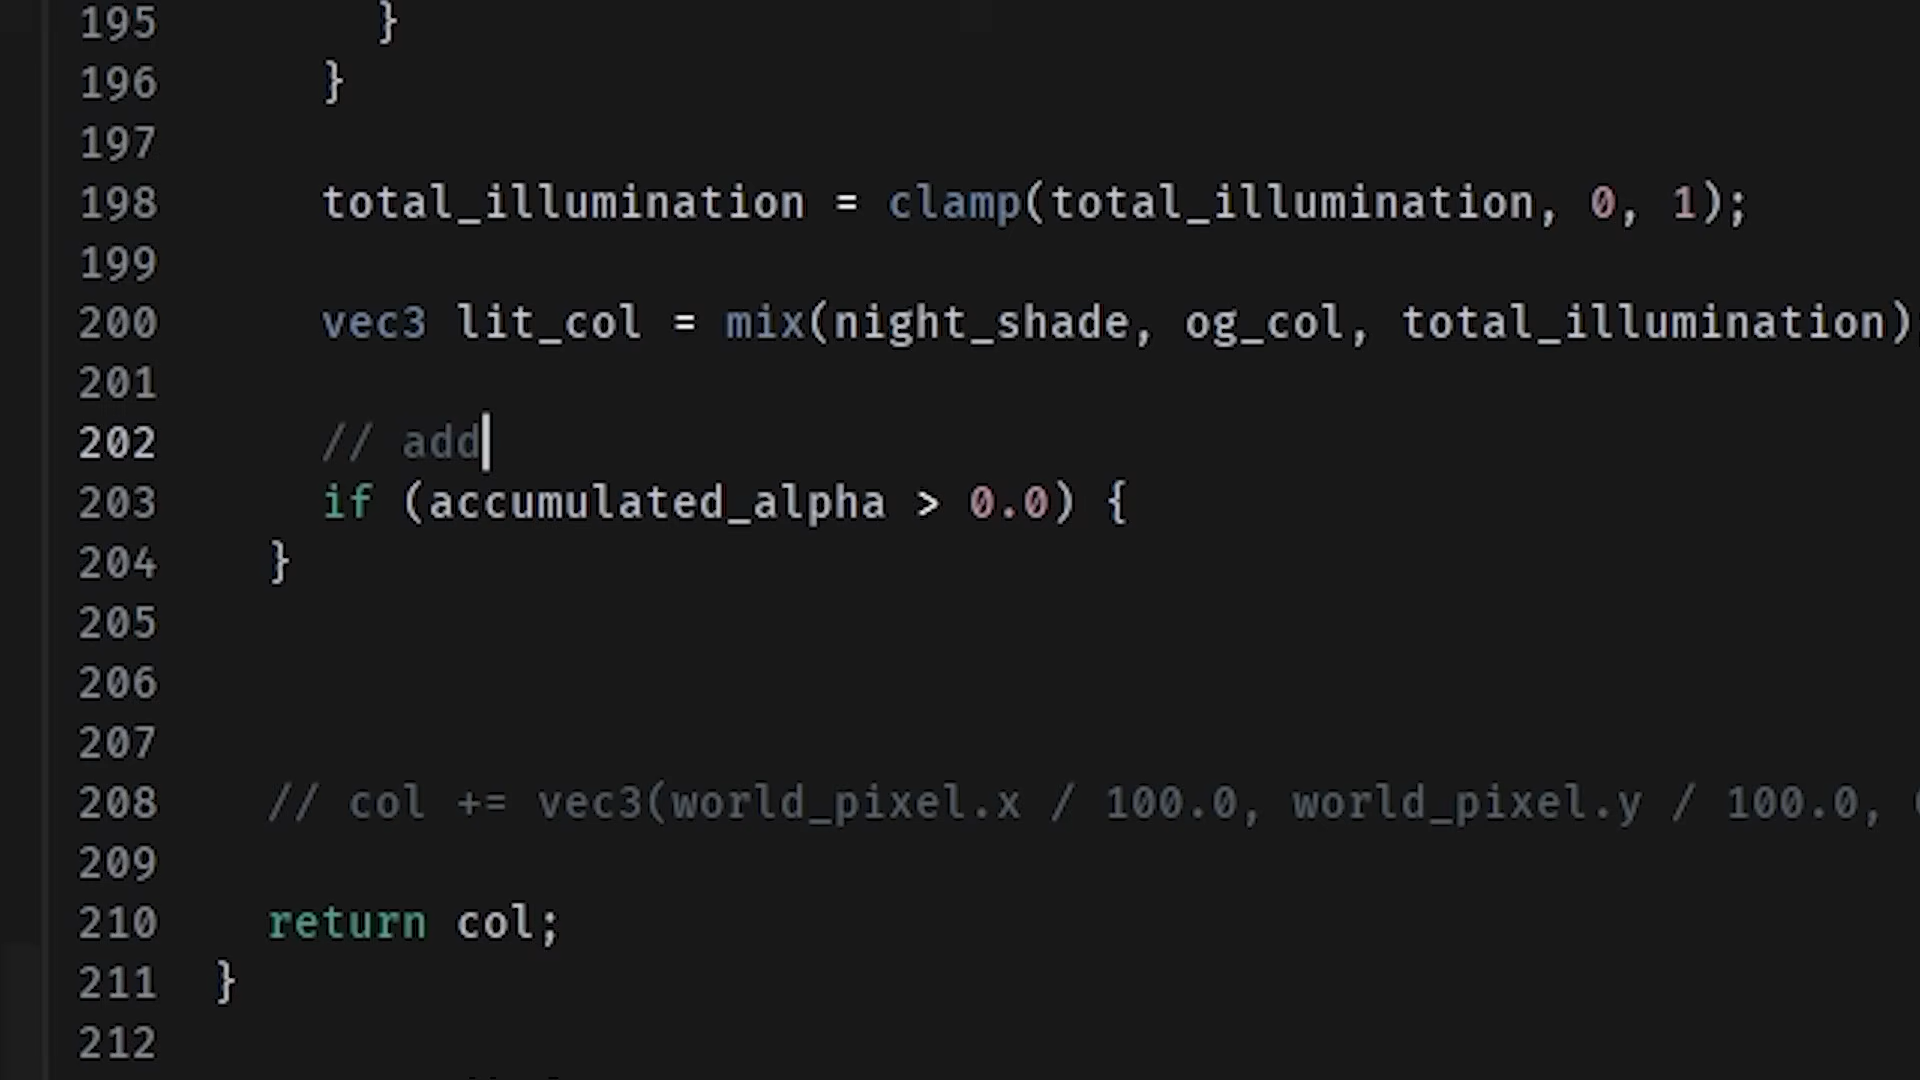 195 }
196 }
197
198 total_illumination = clamp(total_illumination, 0, 1);
199
200 vec3 lit_col = mix(night_shade, og_col, total_illumination)
201
202 // add
203 if (accumulated_alpha > 0.0) {
204 }
205
206
207
208 // col += vec3(world_pixel.x / 100.0, world_pixel.y / 100.0,
209
210 return col;
211 }
212